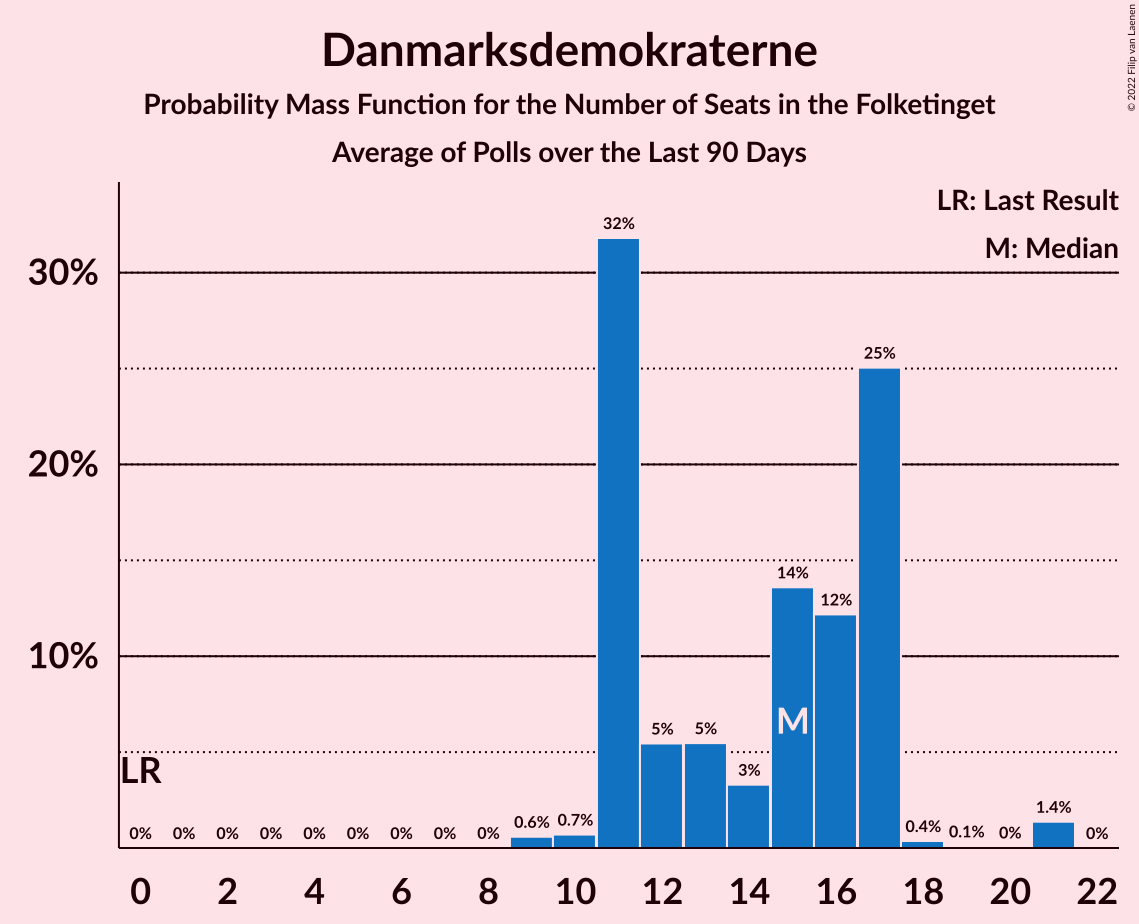 Danmarksdemokraterne
Probability Mass Function for the Number of Seats in the Folketinget
Average of Polls over the Last 90 Days
© 2022 Filip van Laenen
LR: Last Result
M: Median
30%
20%
10%
32%
25%
14%
12%
5%
5%
3%
M
LR
0%
0%
0%
0%
0%
0%
0%
0%
0%
0.6%
0.7%
0.4%
0.1%
0%
1.4%
0%
0 2 4 6 8 10 12 14 16 18 20 22